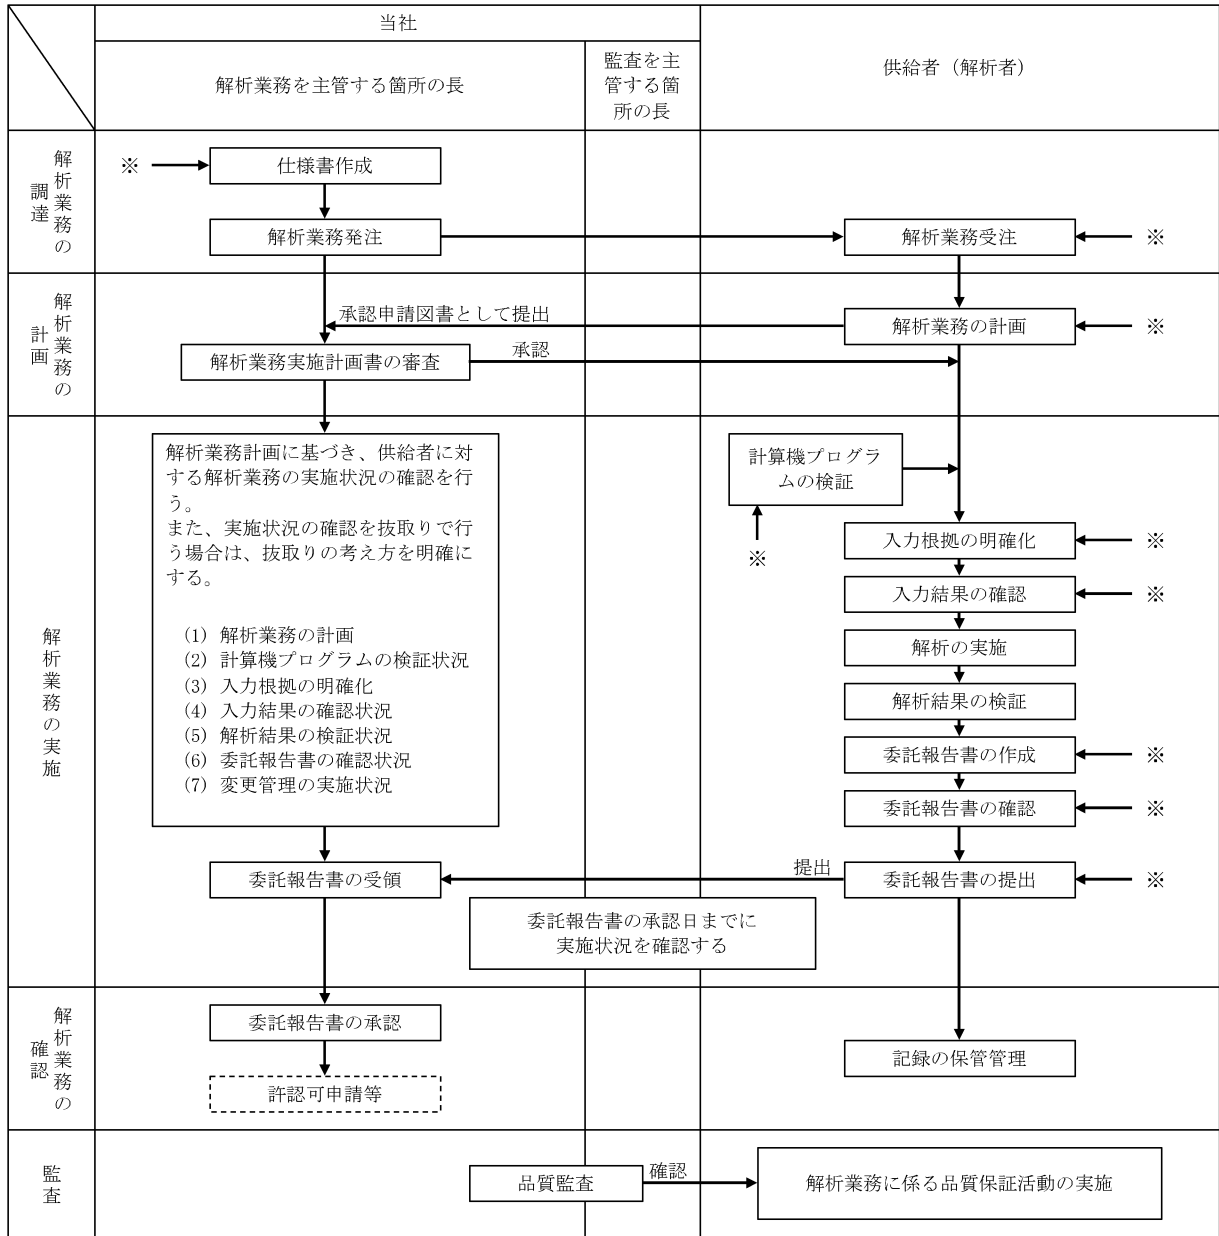 当社
解析業務を主管する箇所の長
監査を主
管する箇
所の長
供給者（解析者）
解析業務の
調達
※
仕様書作成
解析業務発注
解析業務受注
※
解析業務の
計画
承認申請図書として提出
解析業務の計画
※
解析業務実施計画書の審査
承認
解析業務の実施
解析業務計画に基づき、供給者に対
する解析業務の実施状況の確認を行
う。
また、実施状況の確認を抜取りで行
う場合は、抜取りの考え方を明確に
する。
(1) 解析業務の計画
(2) 計算機プログラムの検証状況
(3) 入力根拠の明確化
(4) 入力結果の確認状況
(5) 解析結果の検証状況
(6) 委託報告書の確認状況
(7) 変更管理の実施状況
計算機プログラ
ムの検証
※
入力根拠の明確化
※
入力結果の確認
※
解析の実施
解析結果の検証
委託報告書の作成
※
委託報告書の確認
※
委託報告書の受領
提出
委託報告書の提出
※
委託報告書の承認日までに
実施状況を確認する
解析業務の
確認
委託報告書の承認
記録の保管管理
許認可申請等
監査
品質監査
確認
解析業務に係る品質保証活動の実施